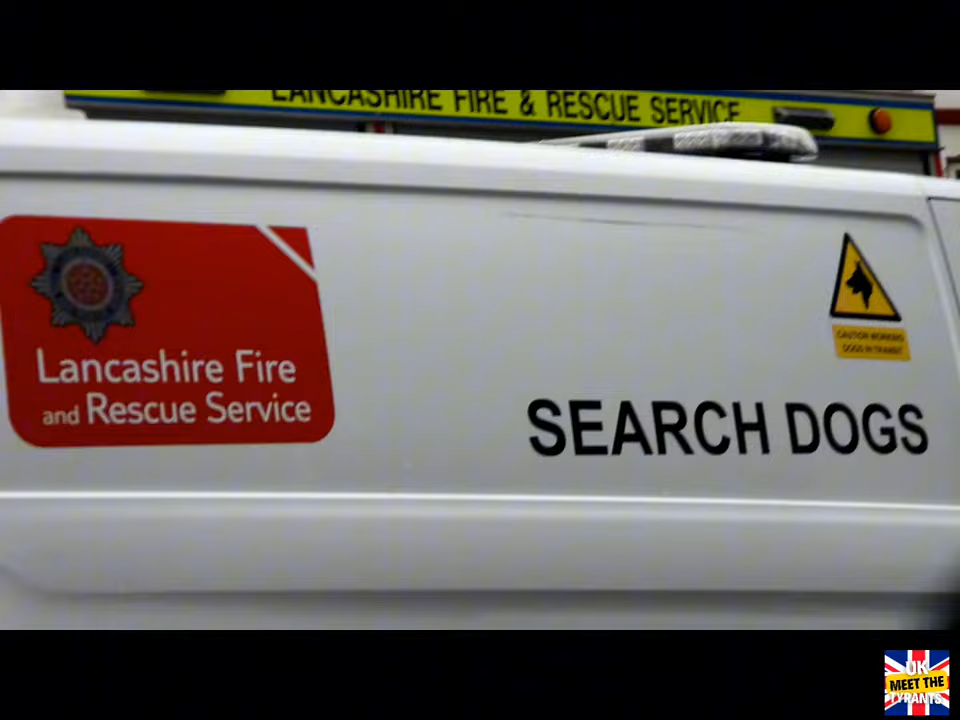 LANCASHIRE FIRE & RESCUE SERVICE
Lancashire Fire
and Rescue Service
CAUTION WORKING
DOGS IN TRANSIT
SEARCH DOGS
UK
MEET THE
TYRANTS